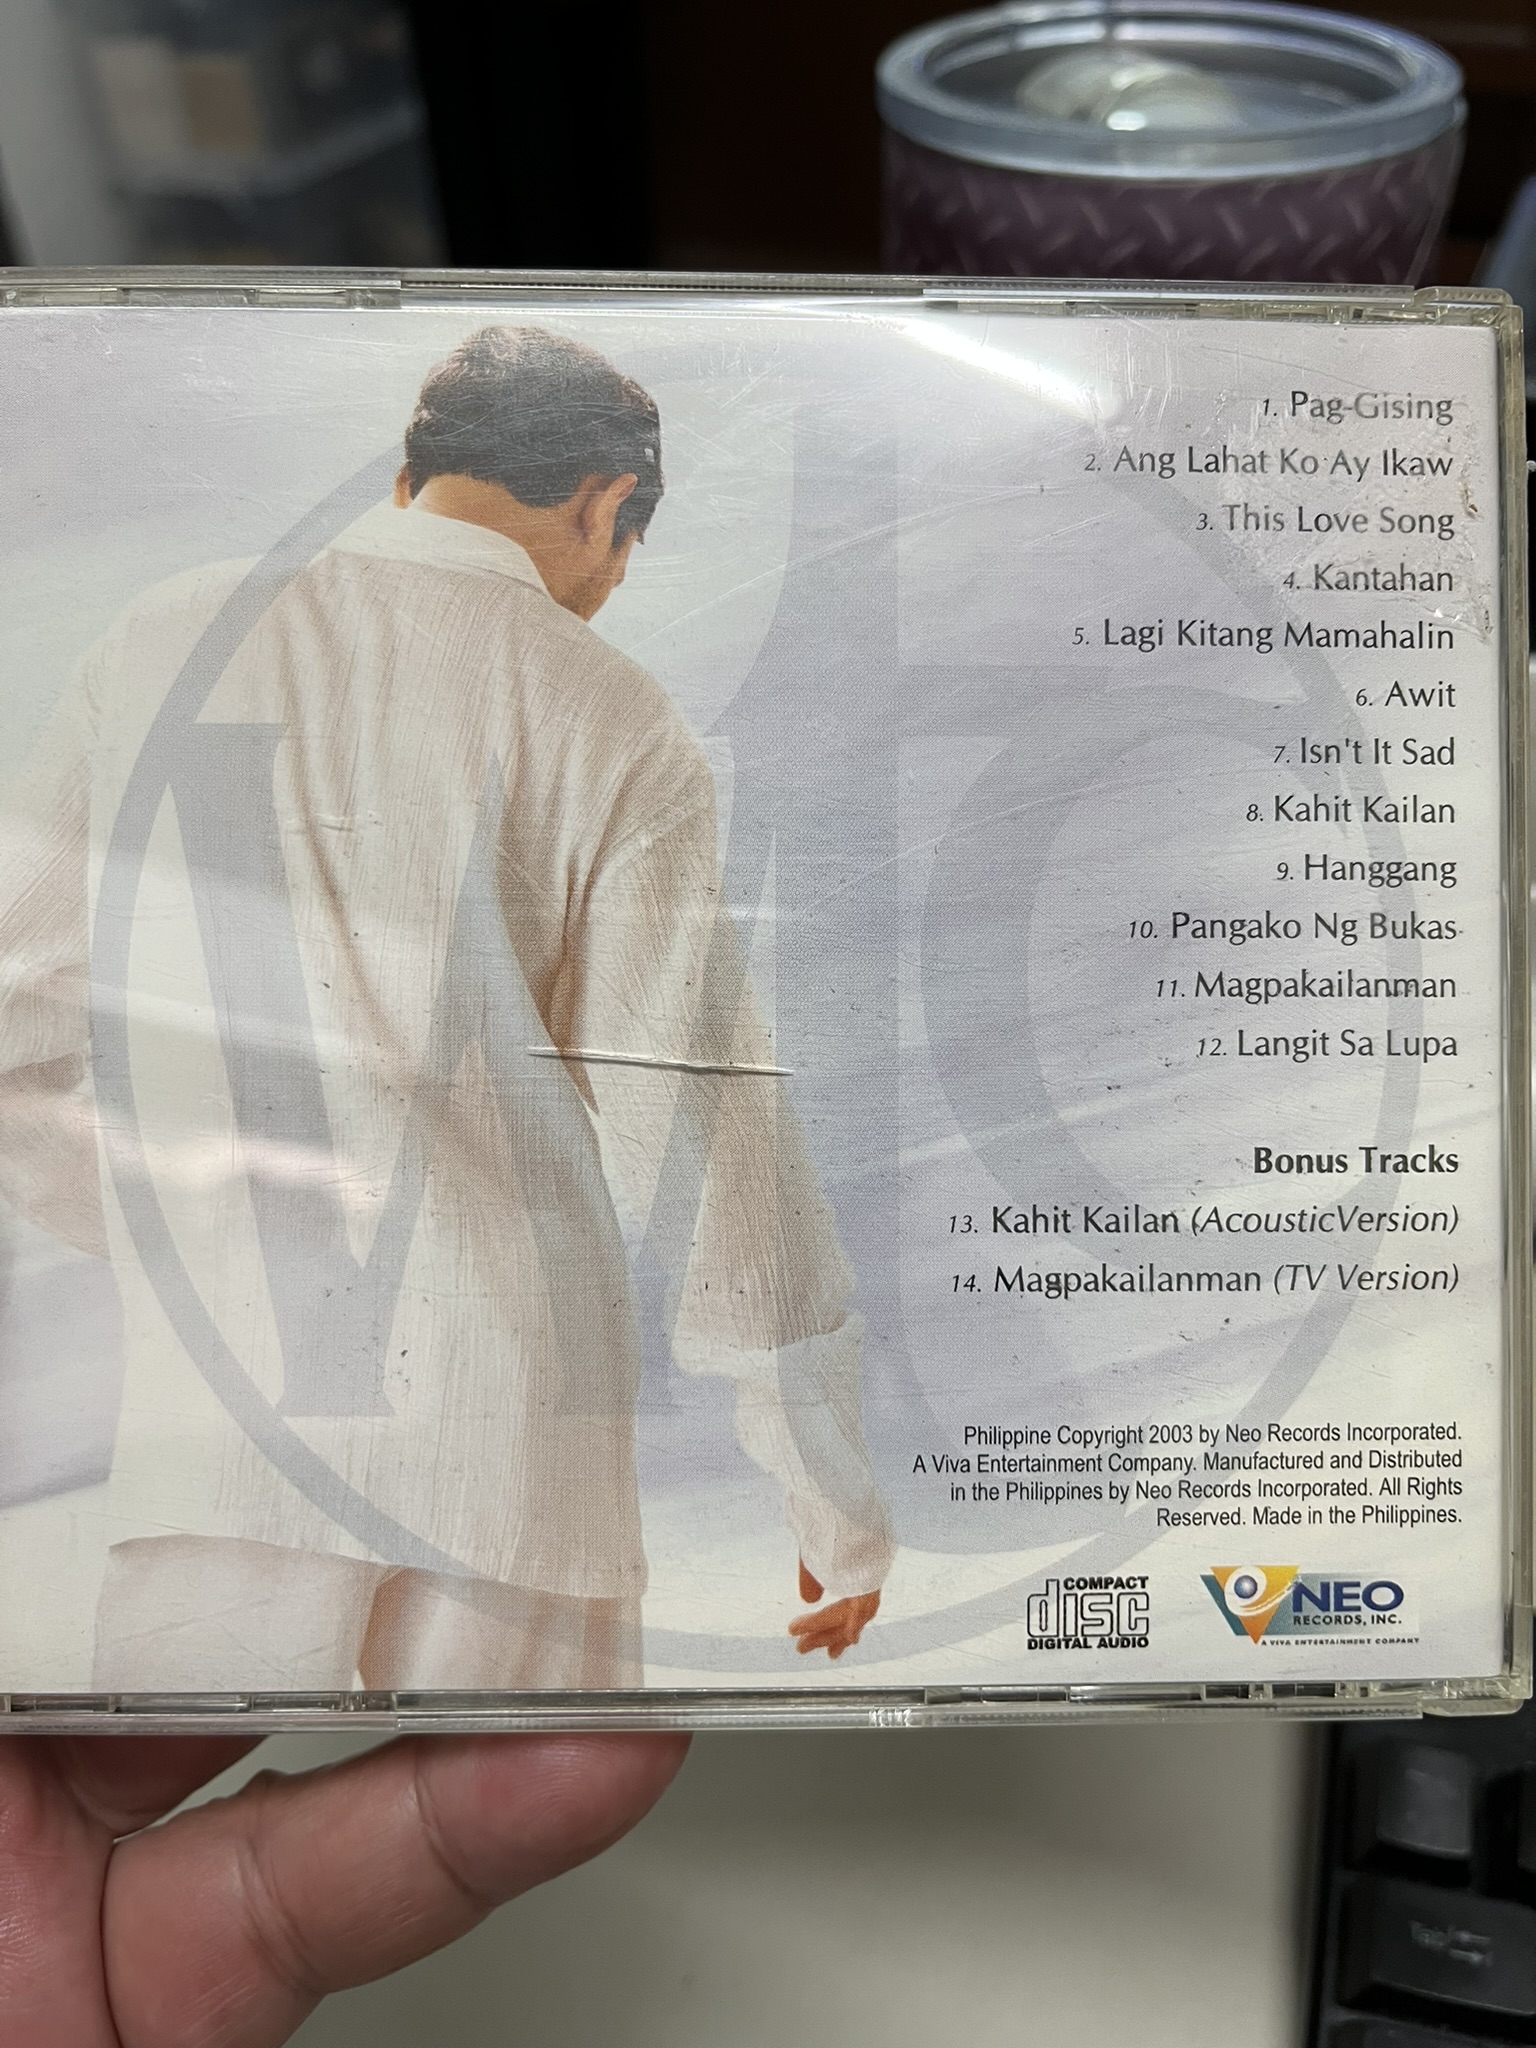 1. Pag-Gising
2. Ang Lahat Ko Ay Ikaw
3. This Love Song
4. Kantahan
5. Lagi Kitang Mamahalin
6. Awit
7. Isn't It Sad
8. Kahit Kailan
9. Hanggang
10. Pangako Ng Bukas
11. Magpakailanman
12. Langit Sa Lupa
Bonus Tracks
13. Kahit Kailan (AcousticVersion)
14. Magpakailanman (TV Version)
Philippine Copyright 2003 by Neo Records Incorporated.
A Viva Entertainment Company. Manufactured and Distributed
in the Philippines by Neo Records Incorporated. All Rights
Reserved. Made in the Philippines.
COMPACT
disc
DIGITAL AUDIO
NEO
RECORDS, INC.
A VIVA ENTERTAINMENT COMPANY